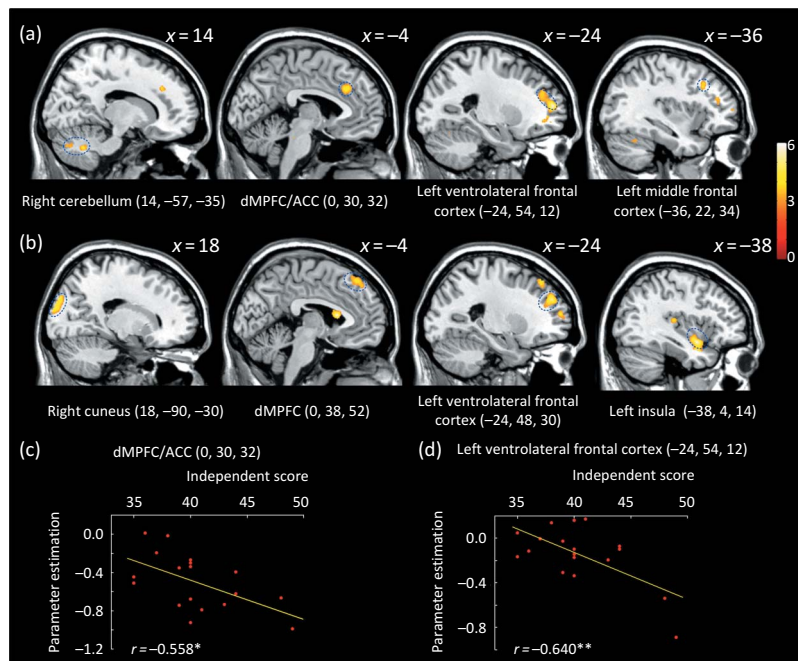 (a)
x = 14
x = −4
x = −24
x = −36
Right cerebellum (14, −57, −35)
dMPFC/ACC (0, 30, 32)
Left ventrolateral frontal
cortex (−24, 54, 12)
Left middle frontal
cortex (−36, 22, 34)
6
3
0
(b)
x = 18
x = −4
x = −24
x = −38
Right cuneus (18, −90, −30)
dMPFC (0, 38, 52)
Left ventrolateral frontal
cortex (−24, 48, 30)
Left insula (−38, 4, 14)
(c)
dMPFC/ACC (0, 30, 32)
Independent score
35 40 45 50
Parameter estimation
0.0
−0.4
−0.8
−1.2
r = −0.558*
(d)
Left ventrolateral frontal cortex (−24, 54, 12)
Independent score
35 40 45 50
Parameter estimation
0.0
−0.4
−0.8
r = −0.640**